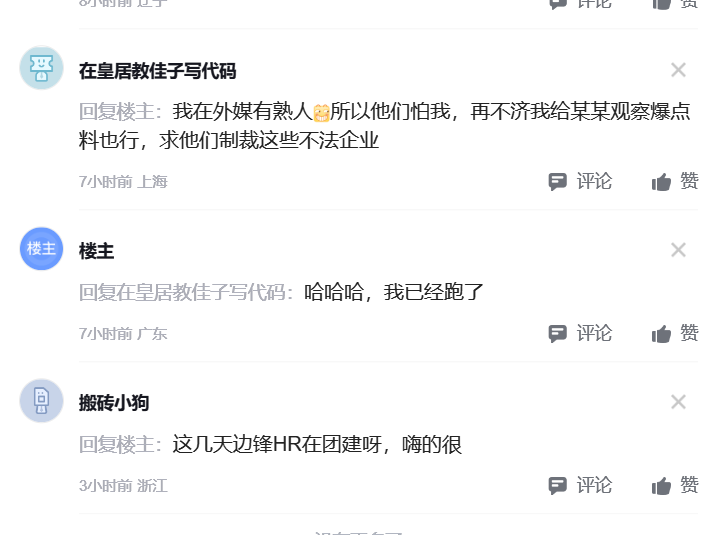 8小时前 辽宁
评论
赞
在皇居教佳子写代码
回复楼主：我在外媒有熟人所以他们怕我，再不济我给某某观察爆点
料也行，求他们制裁这些不法企业
7小时前 上海
评论
赞
楼主
楼主
回复在皇居教佳子写代码：哈哈哈，我已经跑了
7小时前 广东
评论
赞
搬砖小狗
回复楼主：这几天边锋HR在团建呀，嗨的很
3小时前 浙江
评论
赞